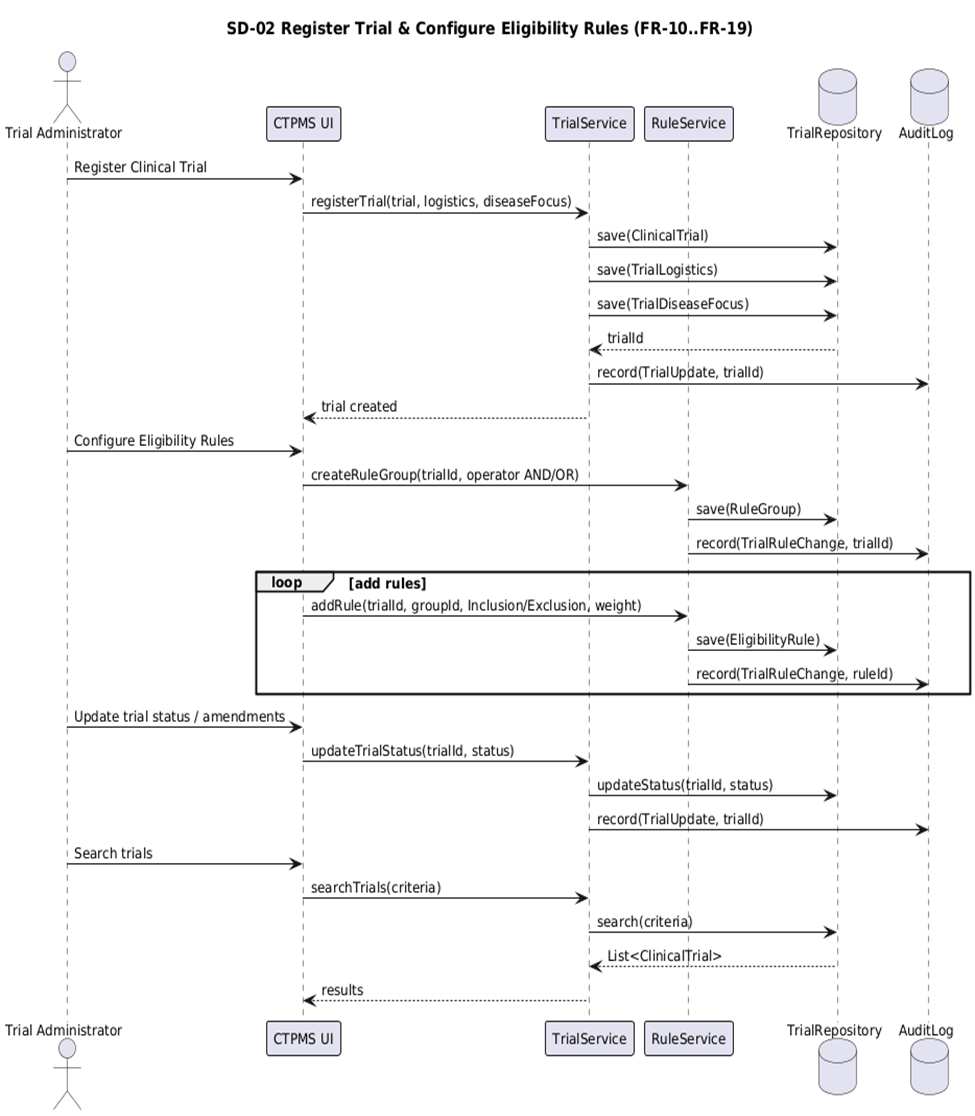 SD-02 Register Trial & Configure Eligibility Rules (FR-10..FR-19)
Trial Administrator
CTPMS UI
TrialService
RuleService
TrialRepository
AuditLog
Register Clinical Trial
registerTrial(trial, logistics, diseaseFocus)
save(ClinicalTrial)
save(TrialLogistics)
save(TrialDiseaseFocus)
trialId
record(TrialUpdate, trialId)
trial created
Configure Eligibility Rules
createRuleGroup(trialId, operator AND/OR)
save(RuleGroup)
record(TrialRuleChange, trialId)
loop [add rules]
addRule(trialId, groupId, Inclusion/Exclusion, weight)
save(EligibilityRule)
record(TrialRuleChange, ruleId)
Update trial status / amendments
updateTrialStatus(trialId, status)
updateStatus(trialId, status)
record(TrialUpdate, trialId)
Search trials
searchTrials(criteria)
search(criteria)
List<ClinicalTrial>
results
Trial Administrator
CTPMS UI
TrialService
RuleService
TrialRepository
AuditLog